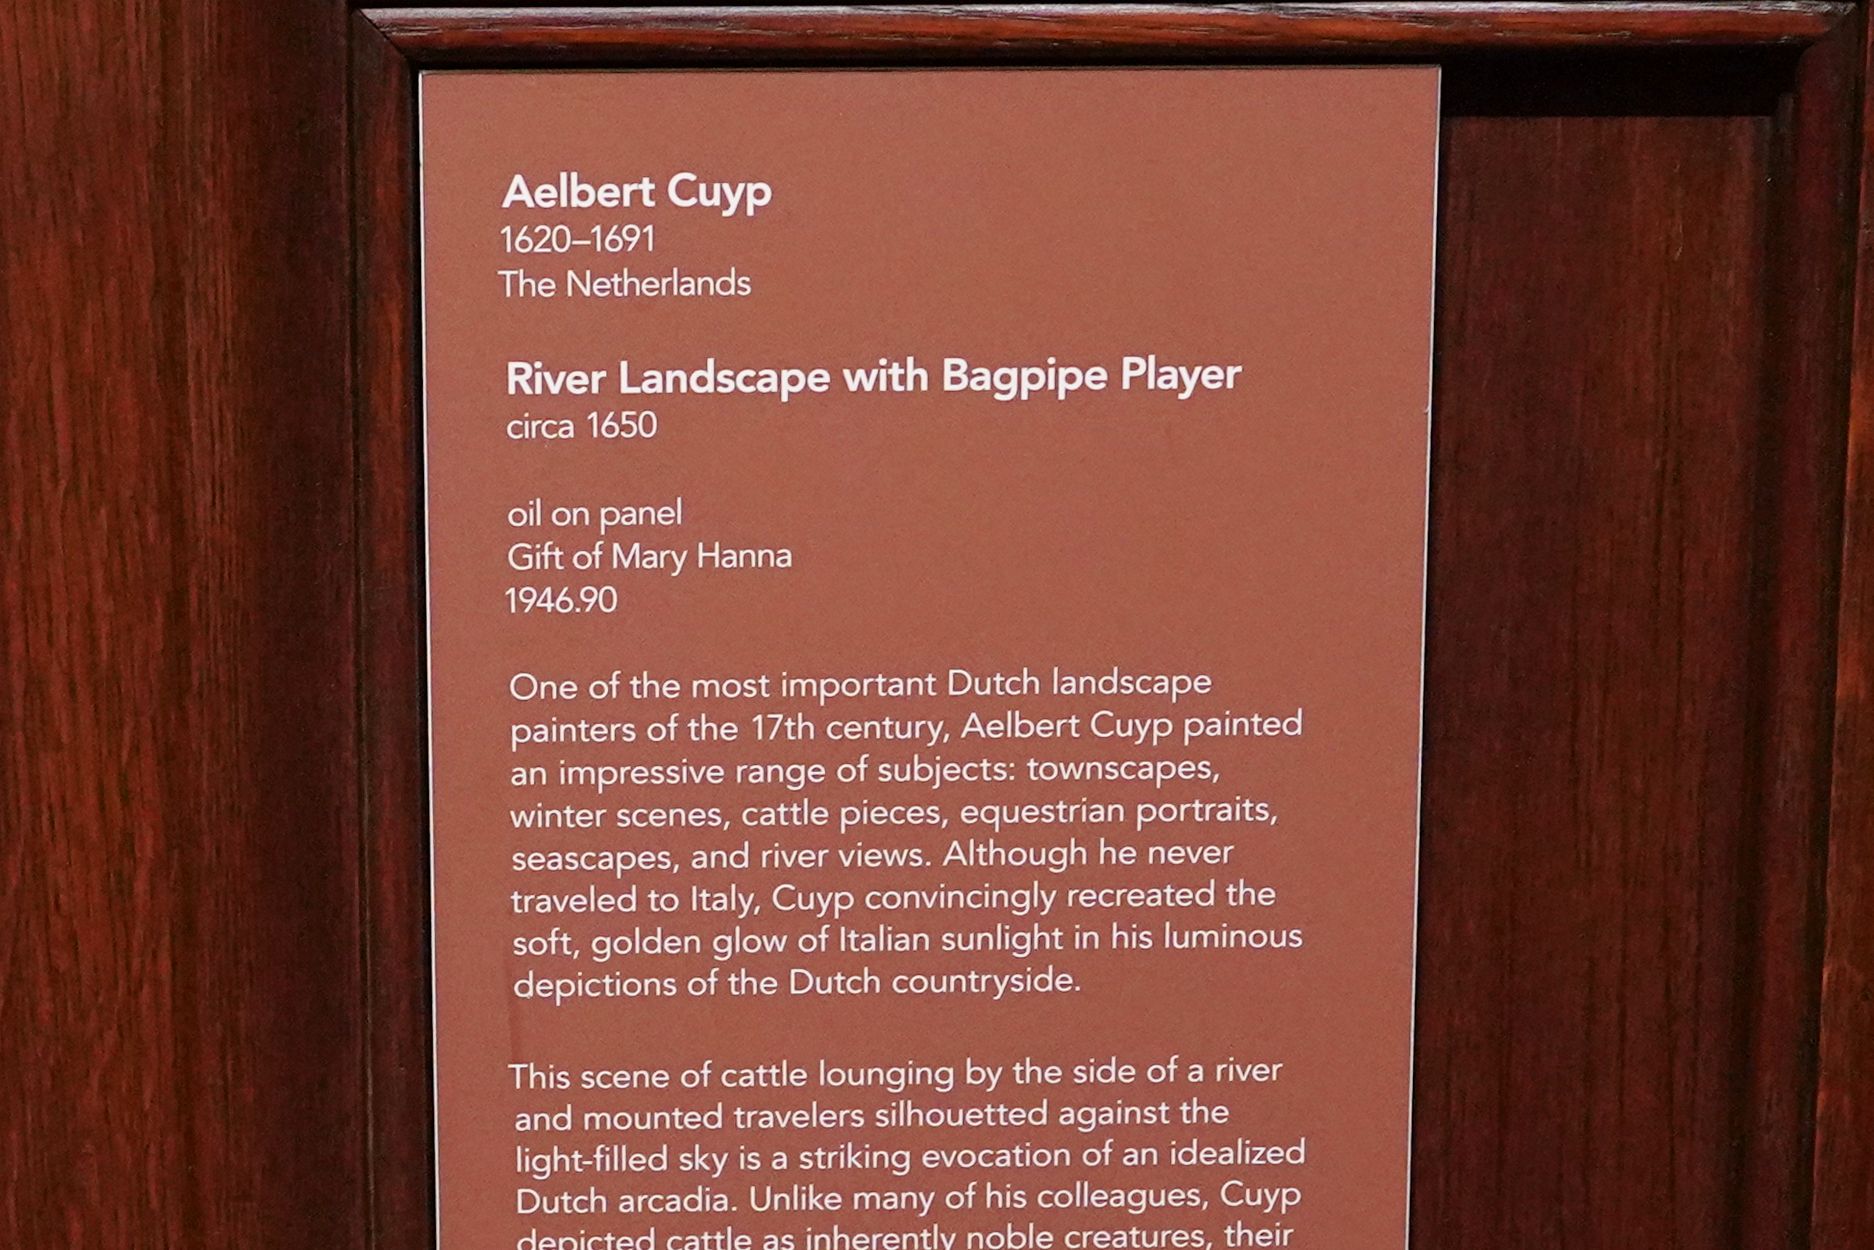 Aelbert Cuyp
1620–1691
The Netherlands
River Landscape with Bagpipe Player
circa 1650
oil on panel
Gift of Mary Hanna
1946.90
One of the most important Dutch landscape
painters of the 17th century, Aelbert Cuyp painted
an impressive range of subjects: townscapes,
winter scenes, cattle pieces, equestrian portraits,
seascapes, and river views. Although he never
traveled to Italy, Cuyp convincingly recreated the
soft, golden glow of Italian sunlight in his luminous
depictions of the Dutch countryside.
This scene of cattle lounging by the side of a river
and mounted travelers silhouetted against the
light-filled sky is a striking evocation of an idealized
Dutch arcadia. Unlike many of his colleagues, Cuyp
depicted cattle as inherently noble creatures, their